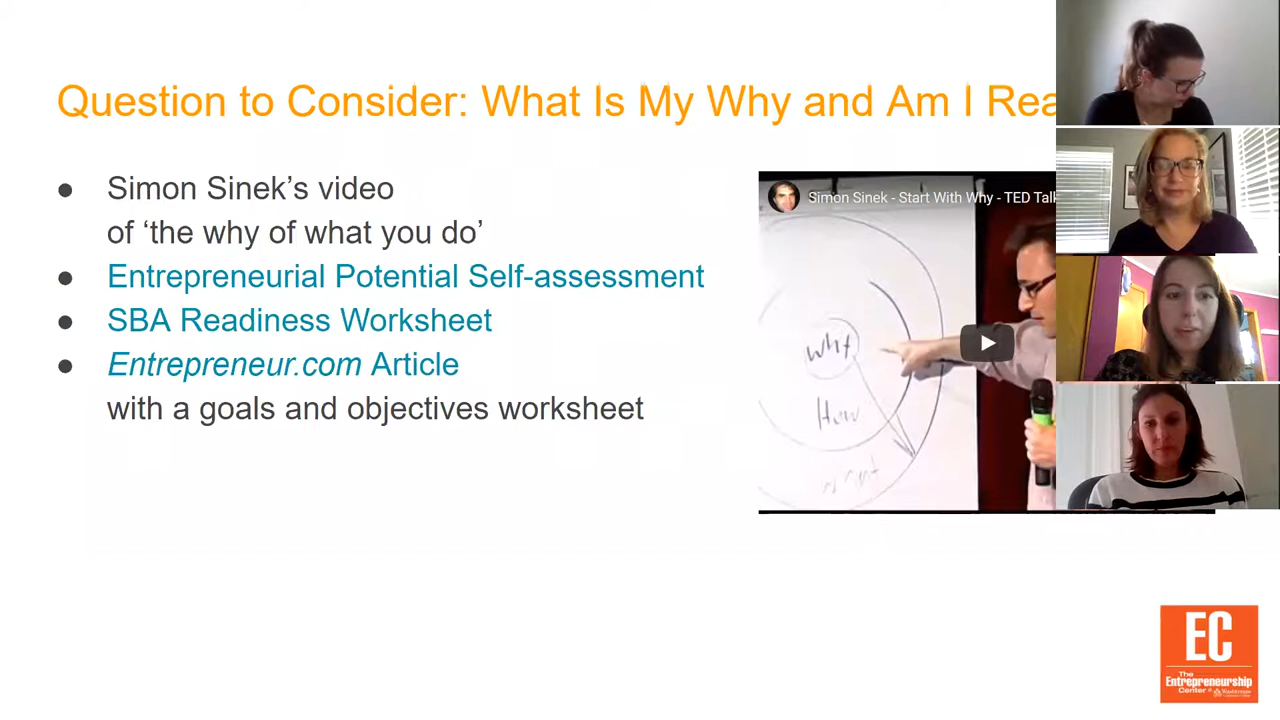 Question to Consider: What Is My Why and Am I Rea
● Simon Sinek's video
of ‘the why of what you do’
● Entrepreneurial Potential Self-assessment
● SBA Readiness Worksheet
● Entrepreneur.com Article
with a goals and objectives worksheet
Simon Sinek - Start With Why - TED Talk
Why
How
EC
The
Entrepreneurship
Center